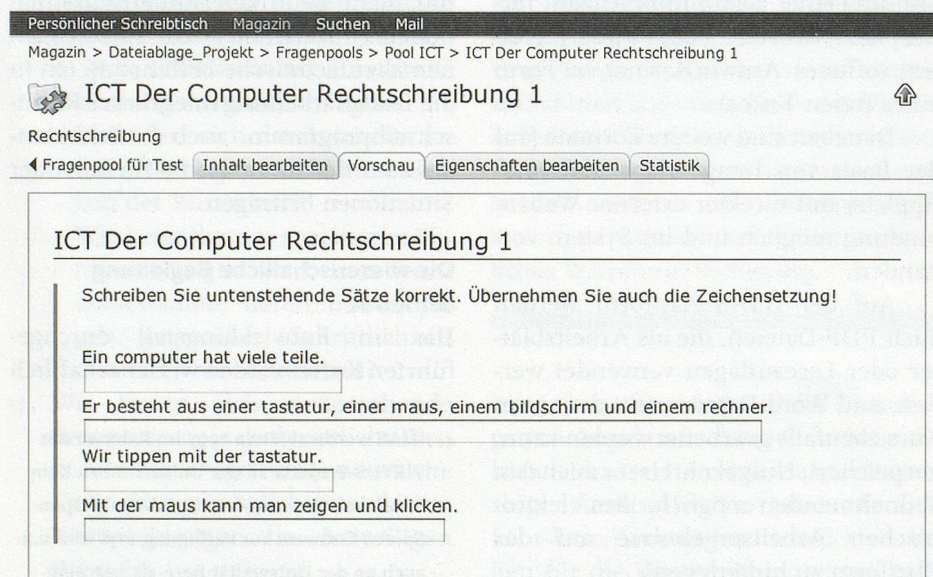 Persönlicher Schreibtisch Magazin Suchen Mail
Magazin > Dateiablage_Projekt > Fragenpools > Pool ICT > ICT Der Computer Rechtschreibung 1
ICT Der Computer Rechtschreibung 1
Rechtschreibung
Fragenpool für Test Inhalt bearbeiten Vorschau Eigenschaften bearbeiten Statistik
ICT Der Computer Rechtschreibung 1
Schreiben Sie untenstehende Sätze korrekt. Übernehmen Sie auch die Zeichensetzung!
Ein computer hat viele teile.
Er besteht aus einer tastatur, einer maus, einem bildschirm und einem rechner.
Wir tippen mit der tastatur.
Mit der maus kann man zeigen und klicken.